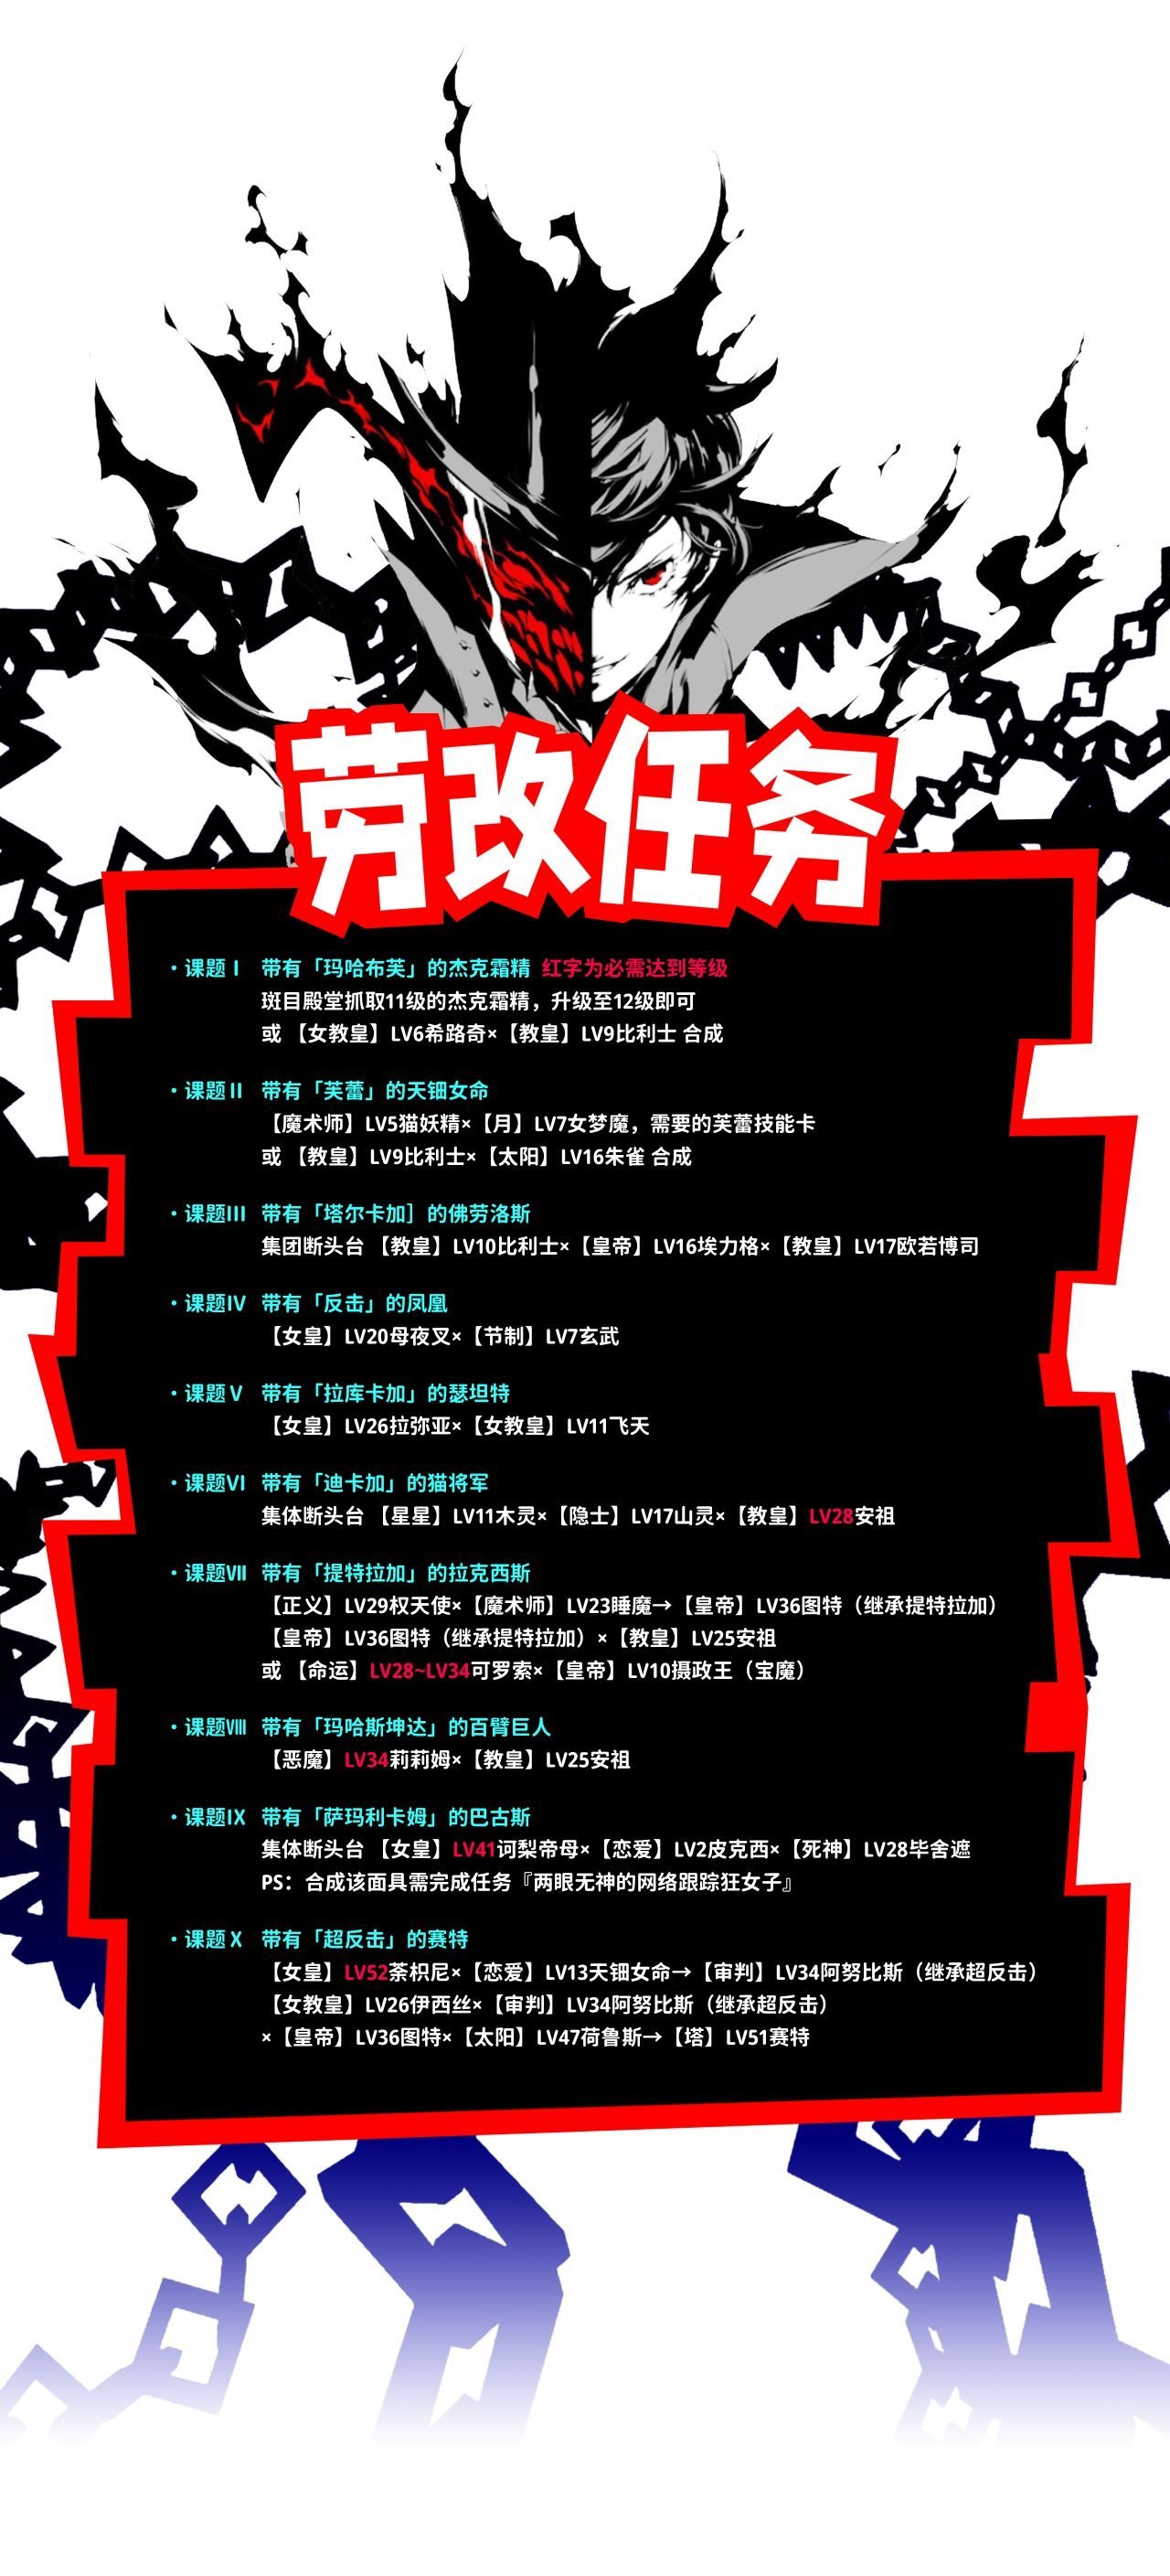 劳改任务
·课题Ⅰ 带有「玛哈布芙」的杰克霜精 红字为必需达到等级
班目殿堂抓取11级的杰克霜精，升级至12级即可
或 【女教皇】LV6希路奇×【教皇】LV9比利士 合成
·课题Ⅱ 带有「芙蕾」的天钿女命
【魔术师】LV5猫妖精×【月】LV7女梦魔，需要的芙蕾技能卡
或 【教皇】LV9比利士×【太阳】LV16朱雀 合成
·课题Ⅲ 带有「塔尔卡加］的佛劳洛斯
集团断头台 【教皇】LV10比利士×【皇帝】LV16埃力格×【教皇】LV17欧若博司
·课题Ⅳ 带有「反击」的凤凰
【女皇】LV20母夜叉×【节制】LV7玄武
·课题Ⅴ 带有「拉库卡加」的瑟坦特
【女皇】LV26拉弥亚×【女教皇】LV11飞天
·课题Ⅵ 带有「迪卡加」的猫将军
集体断头台 【星星】LV11木灵×【隐士】LV17山灵×【教皇】LV28安祖
·课题Ⅶ 带有「提特拉加」的拉克西斯
【正义】LV29权天使×【魔术师】LV23睡魔→【皇帝】LV36图特（继承提特拉加）
【皇帝】LV36图特（继承提特拉加）×【教皇】LV25安祖
或 【命运】LV28~LV34可罗索×【皇帝】LV10摄政王（宝魔）
·课题Ⅷ 带有「玛哈斯坤达」的百臂巨人
【恶魔】LV34莉莉姆×【教皇】LV25安祖
·课题Ⅸ 带有「萨玛利卡姆」的巴古斯
集体断头台 【女皇】LV41诃梨帝母×【恋爱】LV2皮克西×【死神】LV28毕舍遮
PS：合成该面具需完成任务『两眼无神的网络跟踪狂女子』
·课题Ⅹ 带有「超反击」的赛特
【女皇】LV52荼枳尼×【恋爱】LV13天钿女命→【审判】LV34阿努比斯（继承超反击）
【女教皇】LV26伊西丝×【审判】LV34阿努比斯（继承超反击）
×【皇帝】LV36图特×【太阳】LV47荷鲁斯→【塔】LV51赛特